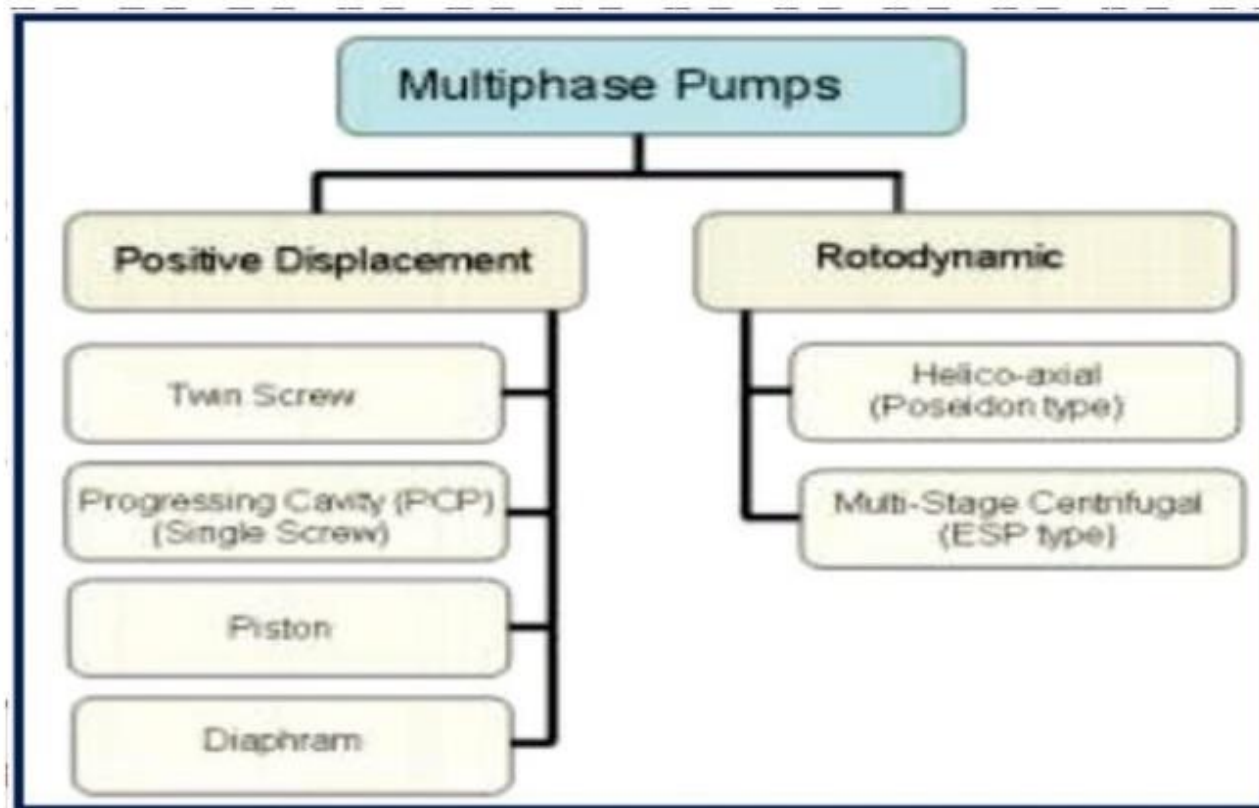 Multiphase Pumps
Positive Displacement
Rotodynamic
Twin Screw
Progressing Cavity (PCP)
(Single Screw)
Piston
Diaphram
Helico-axial
(Poseidon type)
Multi-Stage Centrifugal
(ESP type)